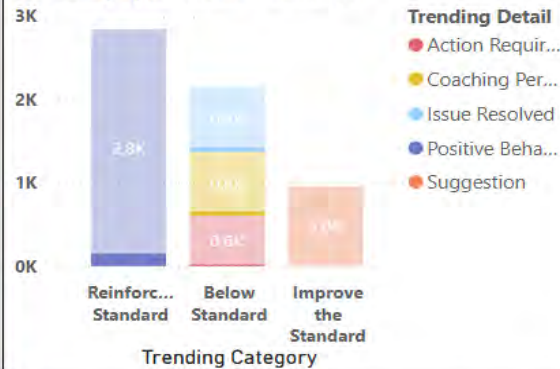 3K
Trending Detail
Action Requir...
Coaching Per...
2K
Issue Resolved
2.8K
Positive Beha...
1K
Suggestion
0.6K
0K
Reinforc...
Standard
Below
Standard
Improve
the
Standard
Trending Category